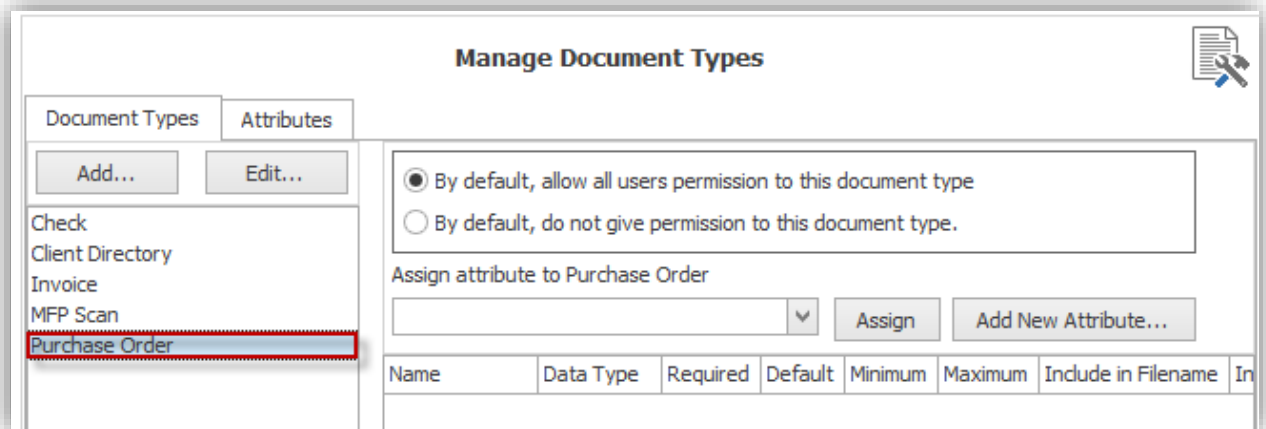 Manage Document Types
Document Types Attributes
Add... Edit...
Check
Client Directory
Invoice
MFP Scan
Purchase Order
By default, allow all users permission to this document type
By default, do not give permission to this document type.
Assign attribute to Purchase Order
Assign Add New Attribute...
Name Data Type Required Default Minimum Maximum Include in Filename In